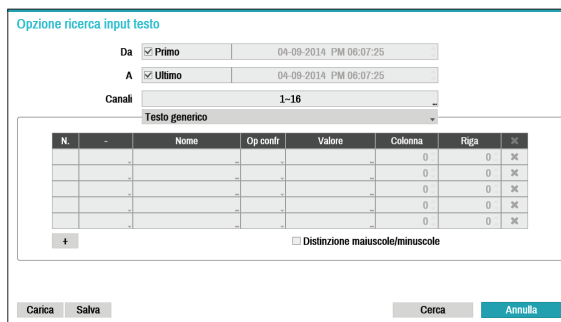 Opzione ricerca input testo
Da Primo 04-09-2014 PM 06:07:25
A Ultimo 04-09-2014 PM 06:07:25
Canali 1~16 ...
Testo generico
N. - Nome Op confr Valore Colonna Riga ×
0 0 ×
0 0 ×
0 0 ×
0 0 ×
0 0 ×
+ Distinzione maiuscole/minuscole
Carica Salva Cerca Annulla